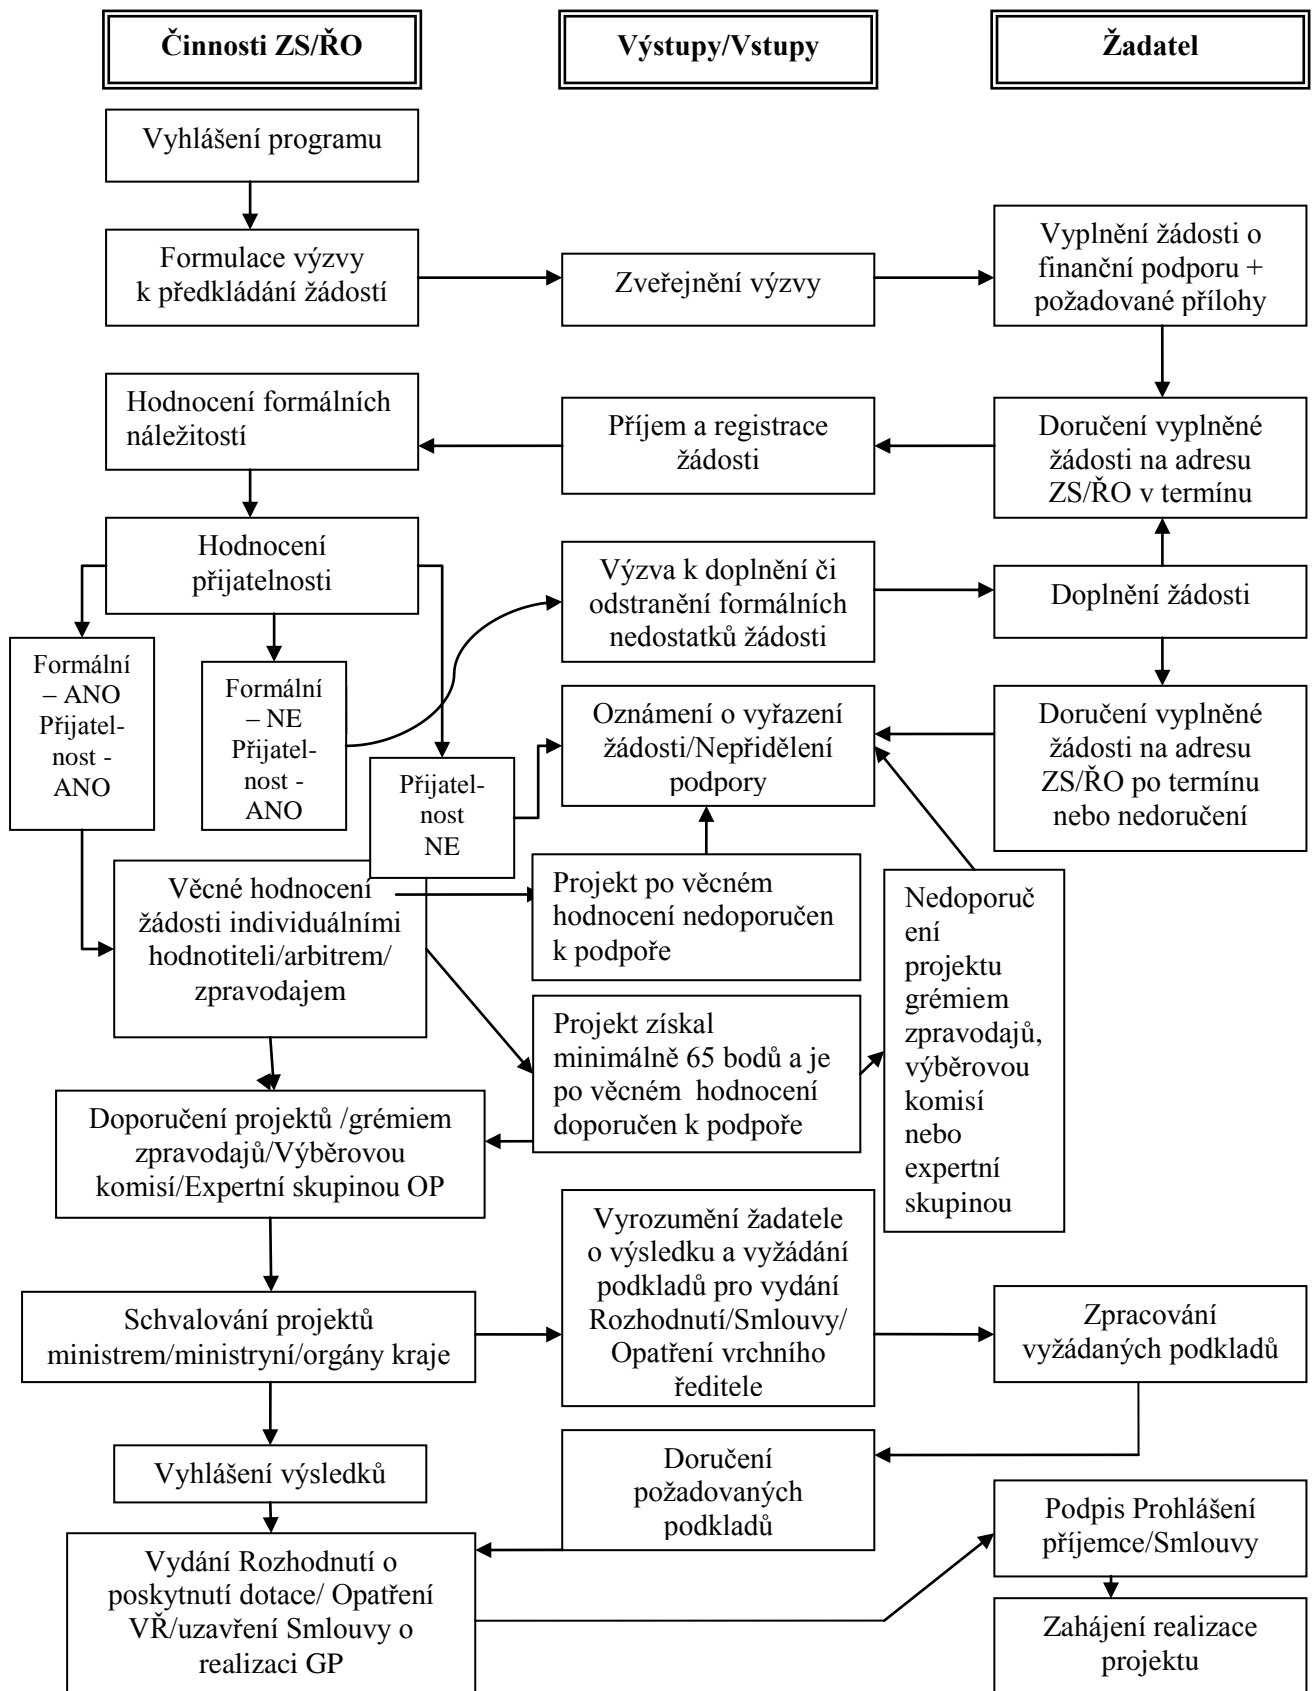 Činnosti ZS/ŘO
Výstupy/Vstupy
Žadatel
Vyhlášení programu
Formulace výzvy
k předkládání žádostí
Zveřejnění výzvy
Vyplnění žádosti o
finanční podporu +
požadované přílohy
Hodnocení formálních
náležitostí
Příjem a registrace
žádosti
Doručení vyplněné
žádosti na adresu
ZS/ŘO v termínu
Hodnocení
přijatelnosti
Výzva k doplnění či
odstranění formálních
nedostatků žádosti
Doplnění žádosti
Formální
– ANO
Přijatel-
nost -
ANO
Formální
– NE
Přijatel-
nost -
ANO
Přijatel-
nost
NE
Oznámení o vyřazení
žádosti/Nepřidělení
podpory
Doručení vyplněné
žádosti na adresu
ZS/ŘO po termínu
nebo nedoručení
Věcné hodnocení
žádosti individuálními
hodnotiteli/arbitrem/
zpravodajem
Projekt po věcném
hodnocení nedoporučen
k podpoře
Nedoporuč
ení
projektu
grémiem
zpravodajů,
výběrovou
komisí
nebo
expertní
skupinou
Projekt získal
minimálně 65 bodů a je
po věcném  hodnocení
doporučen k podpoře
Doporučení projektů /grémiem
zpravodajů/Výběrovou
komisí/Expertní skupinou OP
Vyrozumění žadatele
o výsledku a vyžádání
podkladů pro vydání
Rozhodnutí/Smlouvy/
Opatření vrchního
ředitele
Schvalování projektů
ministrem/ministryní/orgány kraje
Zpracování
vyžádaných podkladů
Vyhlášení výsledků
Doručení
požadovaných
podkladů
Podpis Prohlášení
příjemce/Smlouvy
Vydání Rozhodnutí o
poskytnutí dotace/ Opatření
VŘ/uzavření Smlouvy o
realizaci GP
Zahájení realizace
projektu